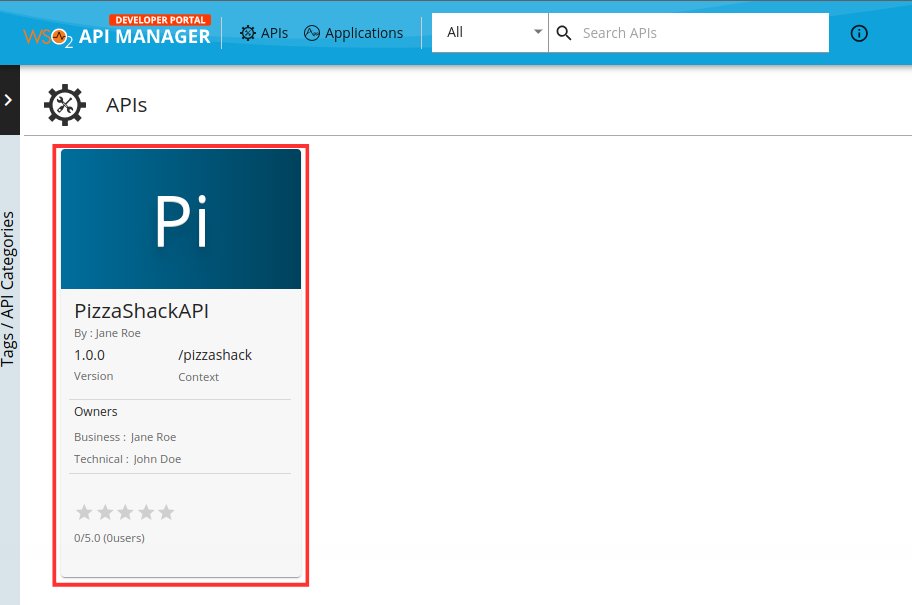 DEVELOPER PORTAL
WSO2 API MANAGER
APIs
Applications
All
Search APIs
APIs
Tags / API Categories
Pi
PizzaShackAPI
By : Jane Roe
1.0.0 /pizzashack
Version Context
Owners
Business : Jane Roe
Technical : John Doe
0/5.0 (0users)